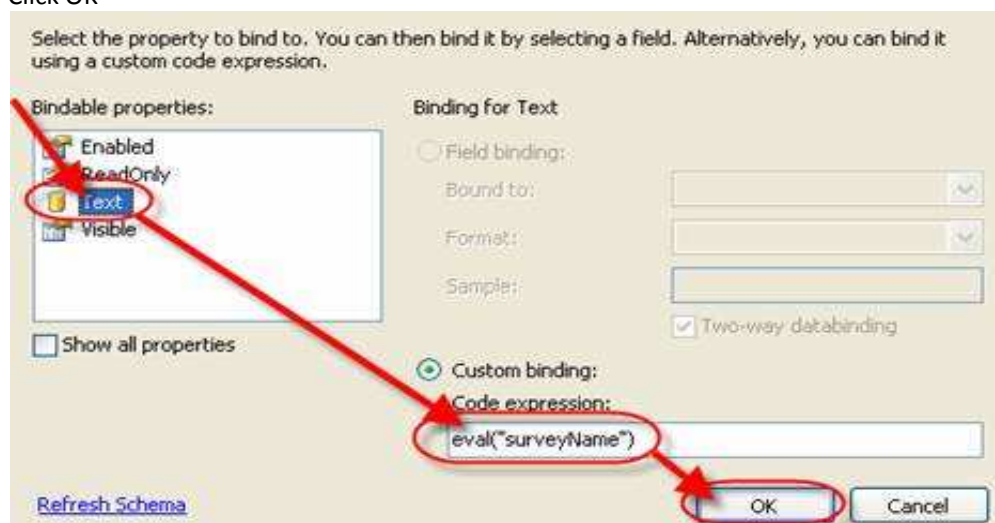 Click OK
Select the property to bind to. You can then bind it by selecting a field. Alternatively, you can bind it
using a custom code expression.
Bindable properties:
Enabled
ReadOnly
Text
Visible
Show all properties
Binding for Text
Field binding:
Bound to:
Format:
Sample:
Two-way databinding
Custom binding:
Code expression:
eval("surveyName")
Refresh Schema
OK
Cancel